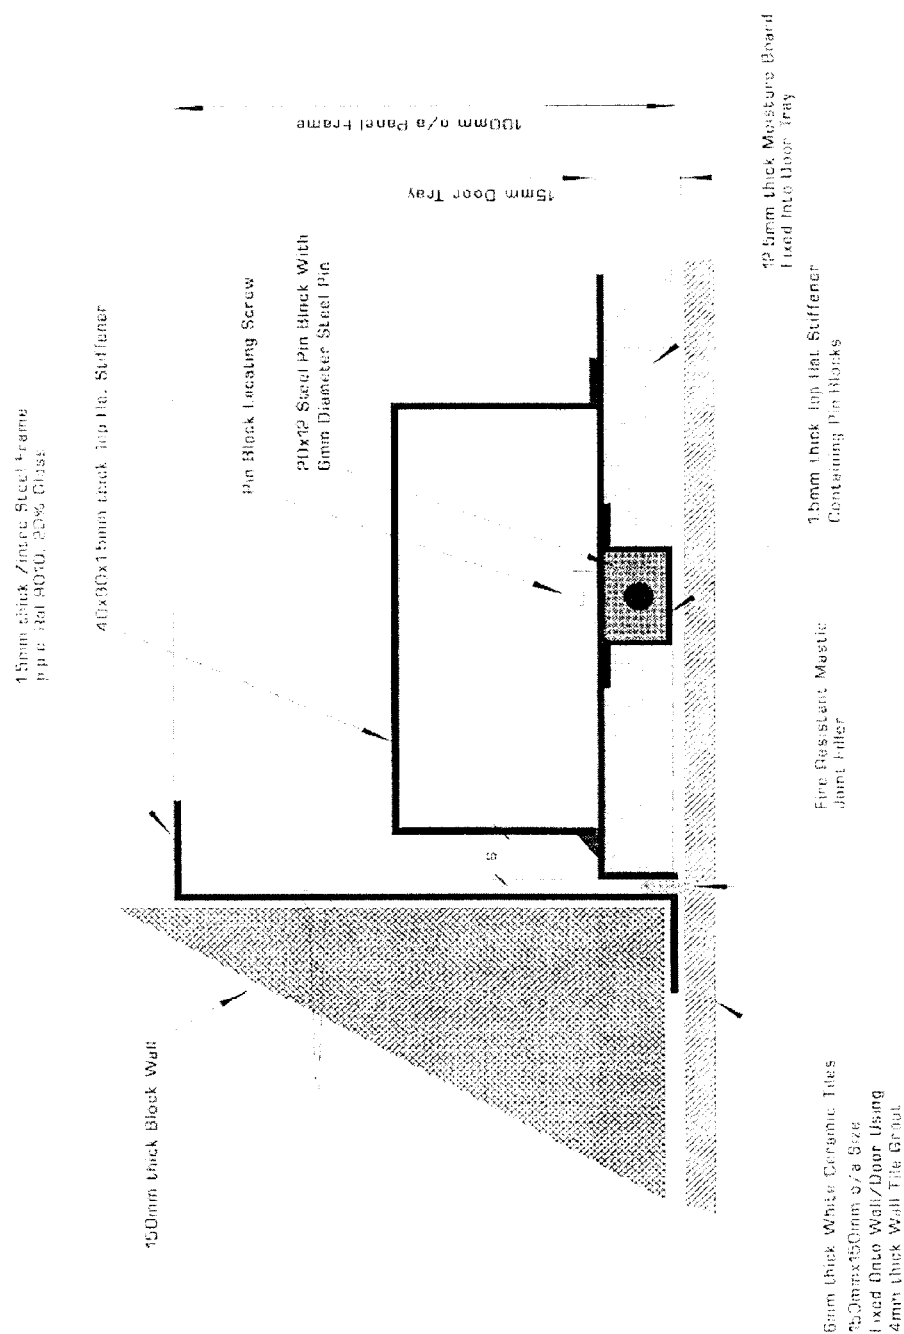 1.5mm thick Zintec Steel Frame
p.p.c. Ral 9010, 20% Gloss
40x90x1.5mm thick Top Hat Stiffener
Pin Block Locating Screw
20x12 Steel Pin Block With
6mm Diameter Steel Pin
100mm o/a Panel Frame
15mm Door Tray
12.5mm thick Moisture Board
Fixed Into Door Tray
1.5mm thick Top Hat Stiffener
Containing Pin Blocks
Fire Resistant Mastic
Joint Filler
150mm thick Block Wall
6mm thick White Ceramic Tiles
150mmx150mm o/a Size
Fixed Onto Wall/Door Using
4mm thick Wall Tile Grout